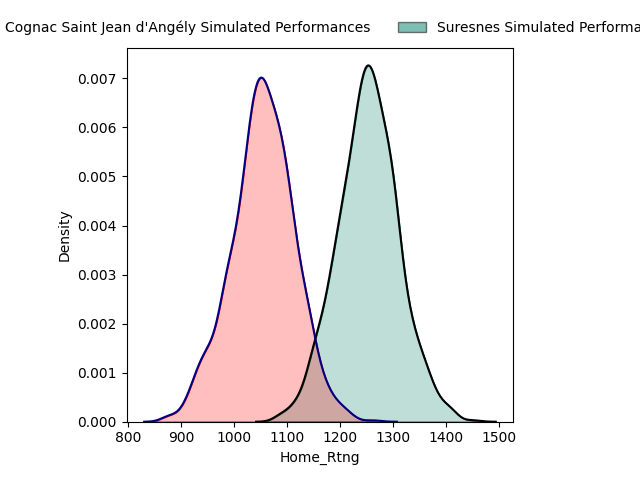 Cognac Saint Jean d'Angély Simulated Performances
Suresnes Simulated Performa
0.007
0.006
0.005
0.004
0.003
0.002
0.001
0.000
Density
800 900 1000 1100 1200 1300 1400 1500
Home_Rtng